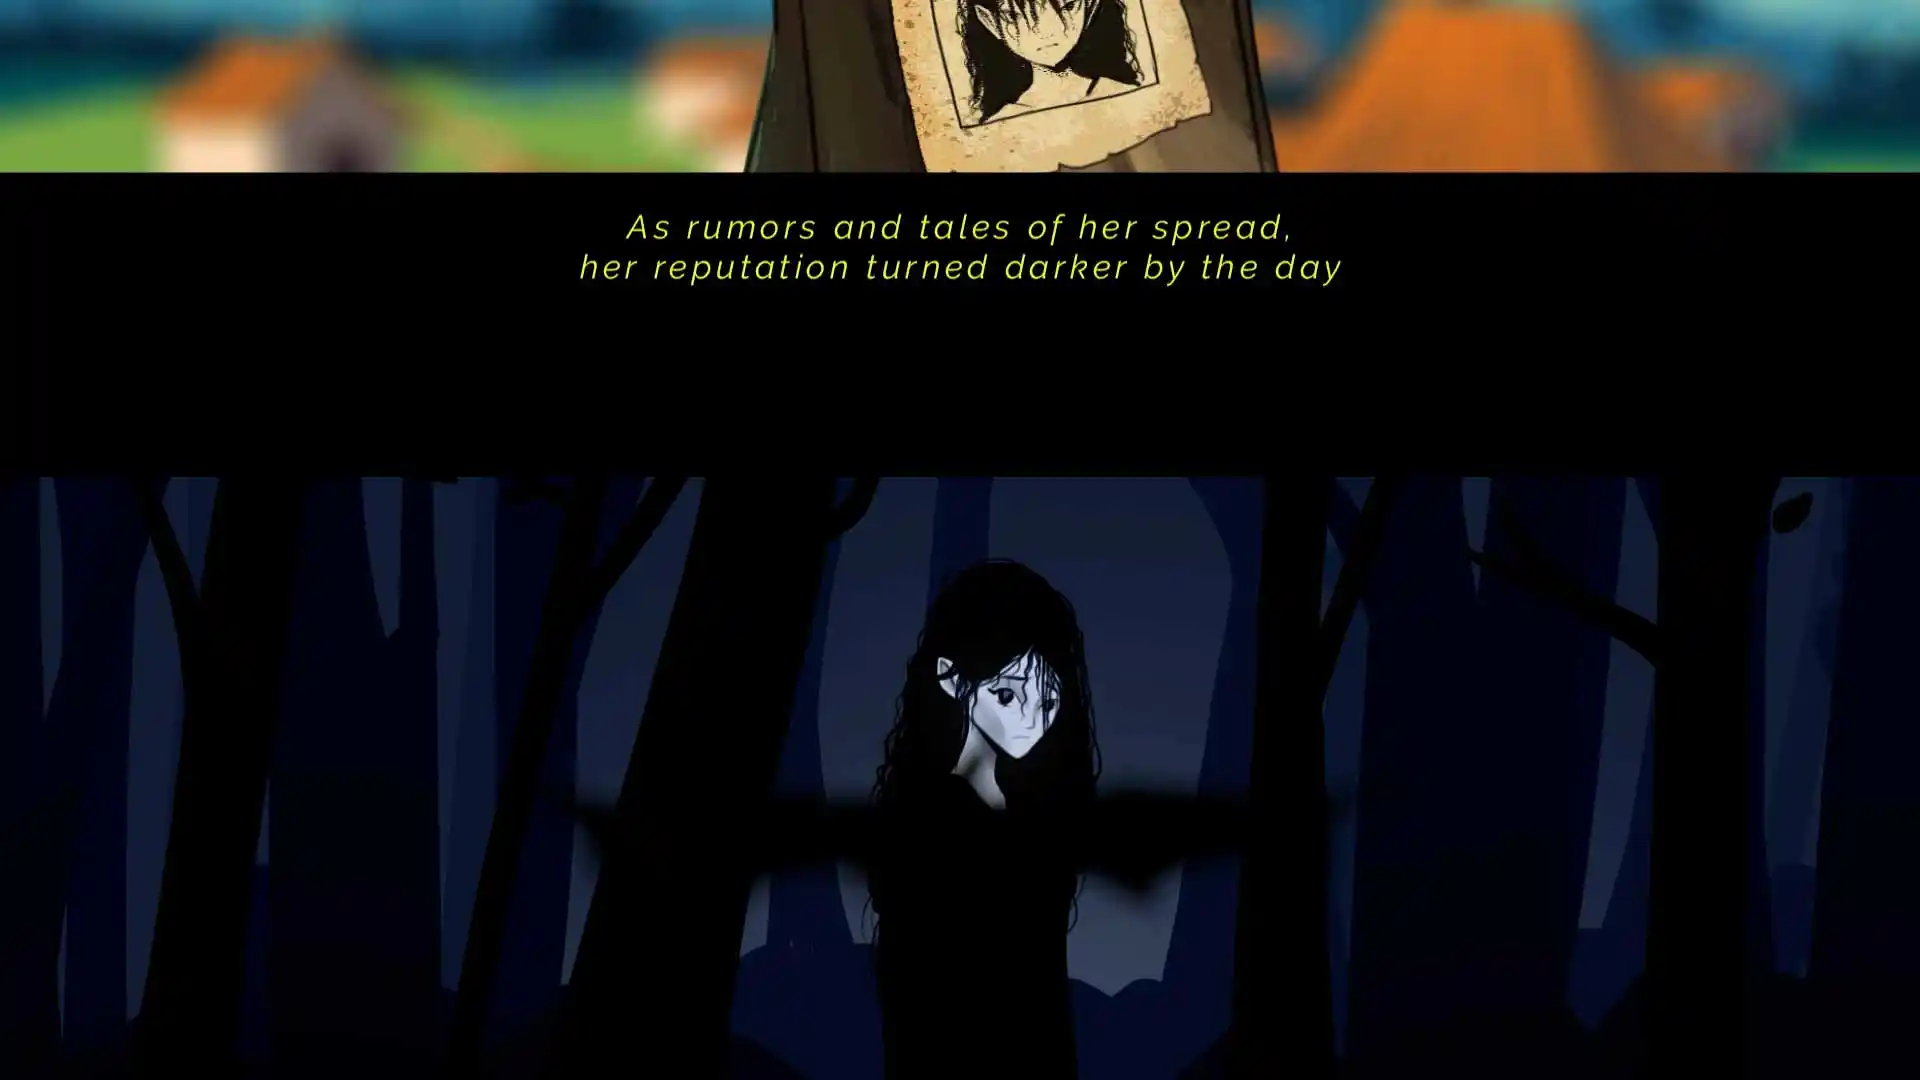 As rumors and tales of her spread,
her reputation turned darker by the day